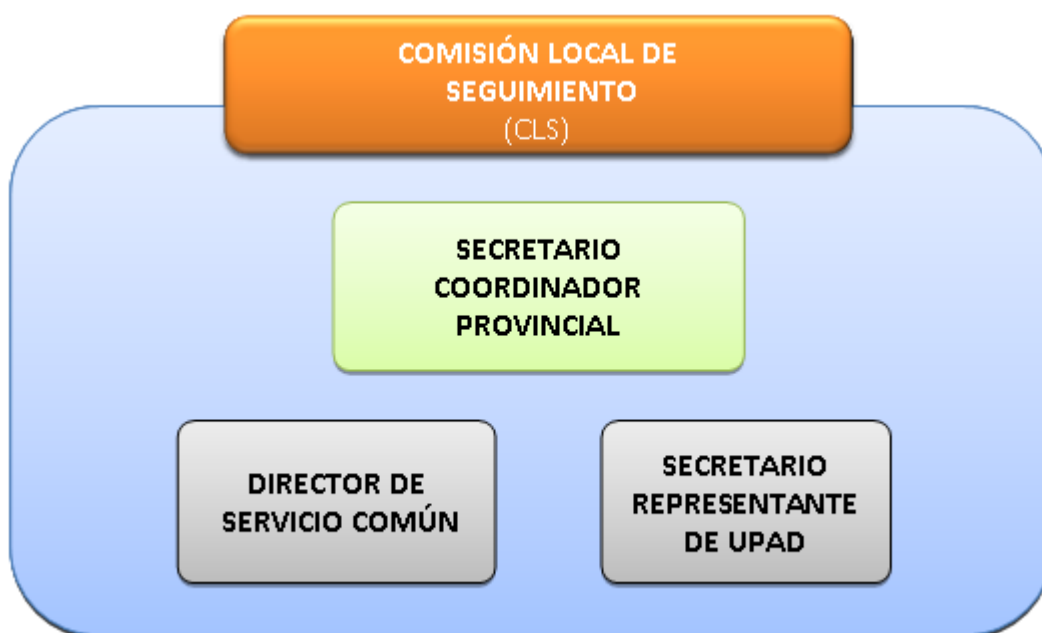 COMISIÓN LOCAL DE
SEGUIMIENTO
(CLS)
SECRETARIO
COORDINADOR
PROVINCIAL
DIRECTOR DE
SERVICIO COMÚN
SECRETARIO
REPRESENTANTE
DE UPAD